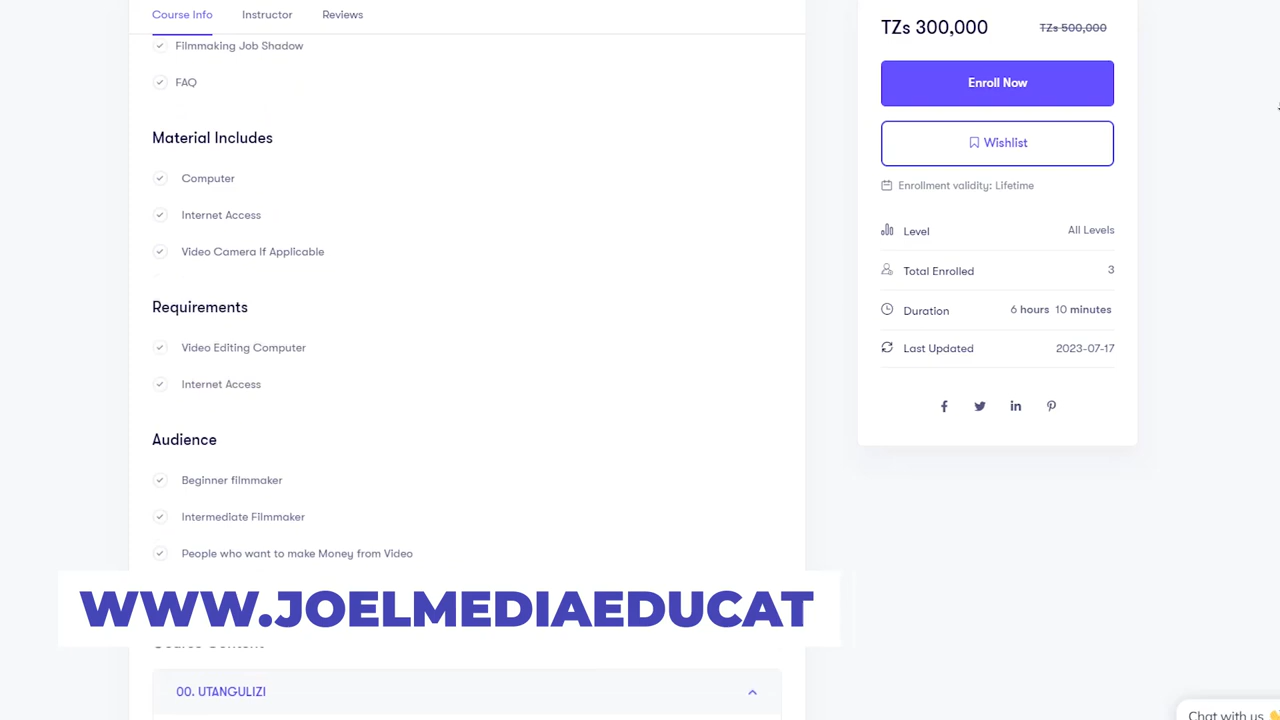 Course Info
Instructor
Reviews
Filmmaking Job Shadow
FAQ
Material Includes
Computer
Internet Access
Video Camera If Applicable
Requirements
Video Editing Computer
Internet Access
Audience
Beginner filmmaker
Intermediate Filmmaker
People who want to make Money from Video
WWW.JOELMEDIAEDUCAT
Course Content
00. UTANGULIZI
TZs 300,000
TZs 500,000
Enroll Now
Wishlist
Enrollment validity: Lifetime
Level All Levels
Total Enrolled 3
Duration 6 hours 10 minutes
Last Updated 2023-07-17
Chat with us